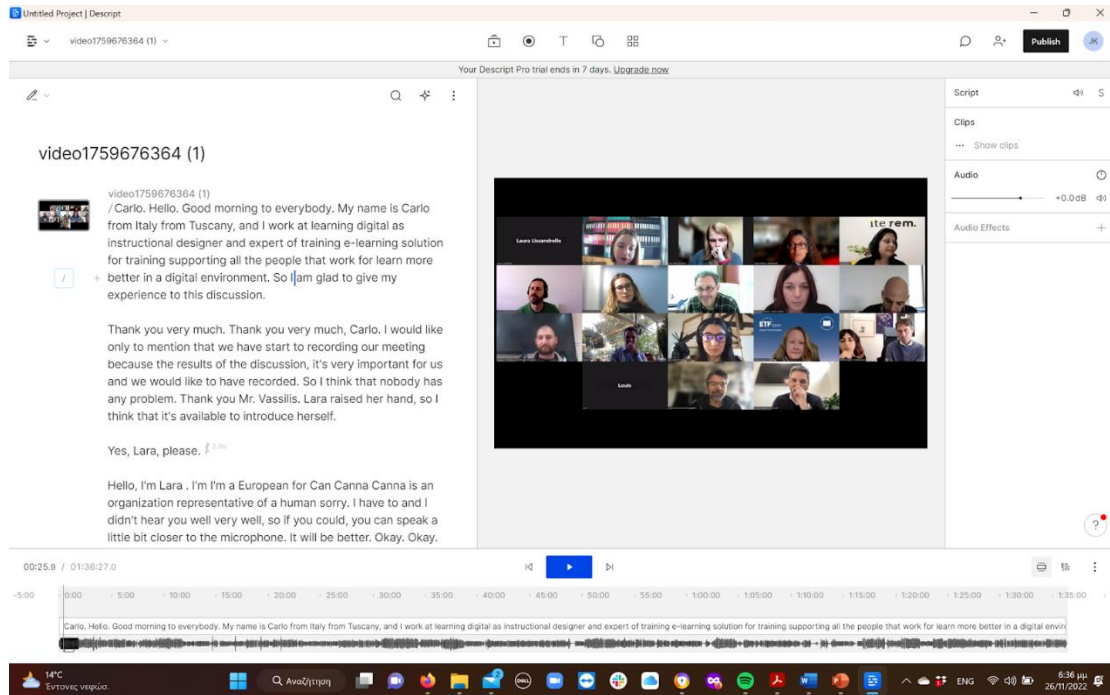 Untitled Project | Descript
video1759676364 (1)
T
Publish
JK
Your Descript Pro trial ends in 7 days. Upgrade now
video1759676364 (1)
video1759676364 (1)
/Carlo. Hello. Good morning to everybody. My name is Carlo
from Italy from Tuscany, and I work at learning digital as
instructional designer and expert of training e-learning solution
for training supporting all the people that work for learn more
/ + better in a digital environment. So I am glad to give my
experience to this discussion.
Thank you very much. Thank you very much, Carlo. I would like
only to mention that we have start to recording our meeting
because the results of the discussion, it's very important for us
and we would like to have recorded. So I think that nobody has
any problem. Thank you Mr. Vassilis. Lara raised her hand, so I
think that it's available to introduce herself.
Yes, Lara, please.
Hello, I'm Lara . I'm I'm a European for Can Canna Canna is an
organization representative of a human sorry. I have to and I
didn't hear you well very well, so if you could, you can speak a
little bit closer to the microphone. It will be better. Okay. Okay.
Laura Lissandrello
ite rem.
ETF
Louis
Script
S
Clips
... Show clips
Audio
+0.0dB
Audio Effects
+
?
00:25.9 / 01:36:27.0
-5:00 0:00 5:00 10:00 15:00 20:00 25:00 30:00 35:00 40:00 45:00 50:00 55:00 1:00:00 1:05:00 1:10:00 1:15:00 1:20:00 1:25:00 1:30:00 1:35:00
Carlo. Hello. Good morning to everybody. My name is Carlo from Italy from Tuscany, and I work at learning digital as instructional designer and expert of training e-learning solution for training supporting all the people that work for learn more better in a digital envir
14°C
Έντονες νεφώσ.
Αναζήτηση
DELL
ENG
6:36 μμ
26/11/2022